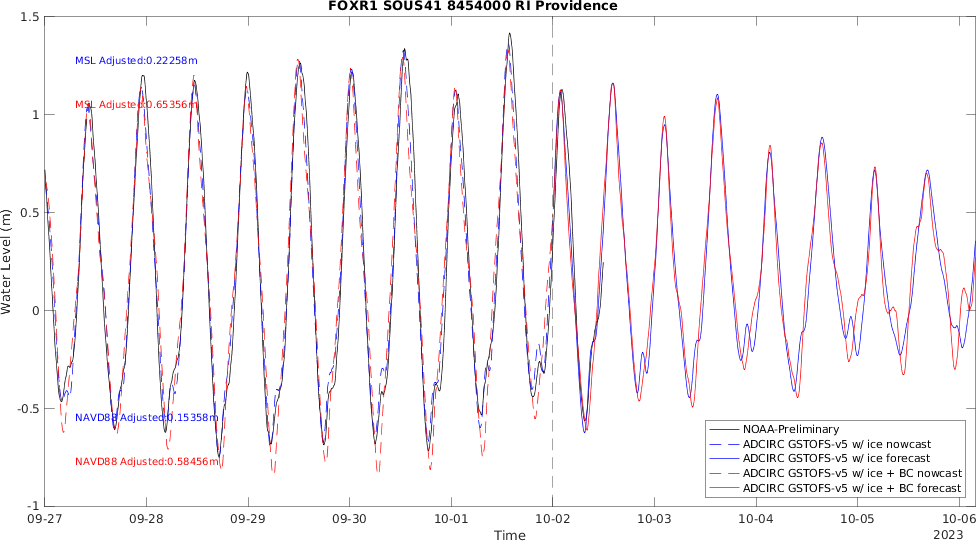 FOXR1 SOUS41 8454000 RI Providence
1.5
1
0.5
0
-0.5
-1
Water Level (m)
MSL Adjusted:0.22258m
MSL Adjusted:0.65356m
NAVD88 Adjusted:0.15358m
NAVD88 Adjusted:0.58456m
NOAA-Preliminary
ADCIRC GSTOFS-v5 w/ ice nowcast
ADCIRC GSTOFS-v5 w/ ice forecast
ADCIRC GSTOFS-v5 w/ ice + BC nowcast
ADCIRC GSTOFS-v5 w/ ice + BC forecast
09-27 09-28 09-29 09-30 10-01 10-02 10-03 10-04 10-05 10-06
Time
2023